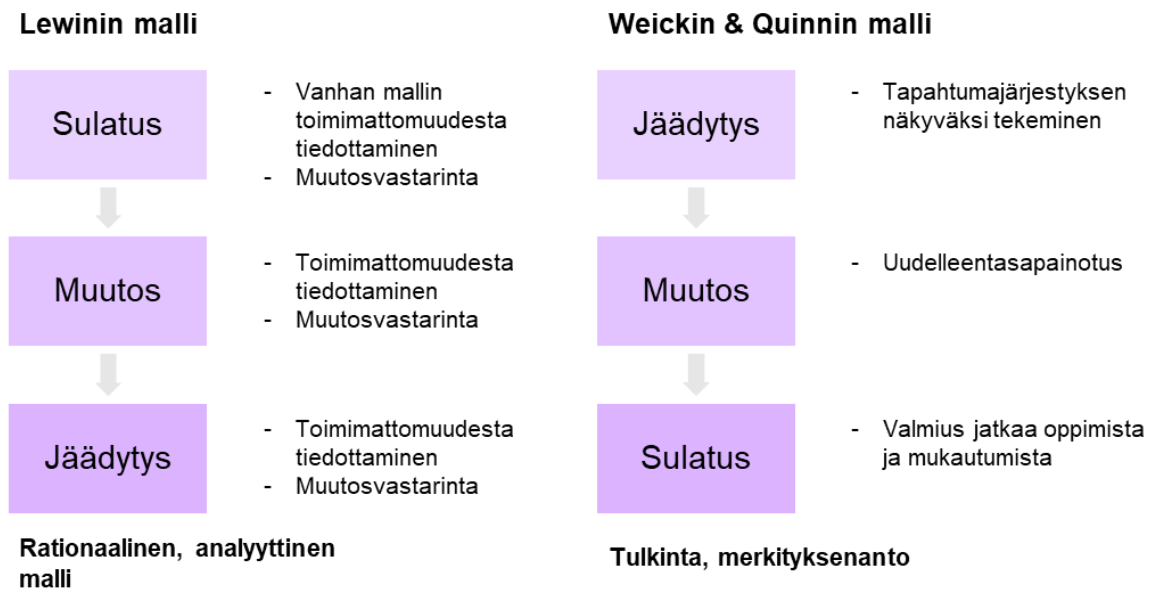 Lewinin malli
Sulatus
- Vanhan mallin
toimimattomuudesta
tiedottaminen
- Muutosvastarinta
Muutos
- Toimimattomuudesta
tiedottaminen
- Muutosvastarinta
Jäädytys
- Toimimattomuudesta
tiedottaminen
- Muutosvastarinta
Rationaalinen, analyyttinen
malli
Weickin & Quinnin malli
Jäädytys
- Tapahtumajärjestyksen
näkyväksi tekeminen
Muutos
- Uudelleentasapainotus
Sulatus
- Valmius jatkaa oppimista
ja mukautumista
Tulkinta, merkityksenanto